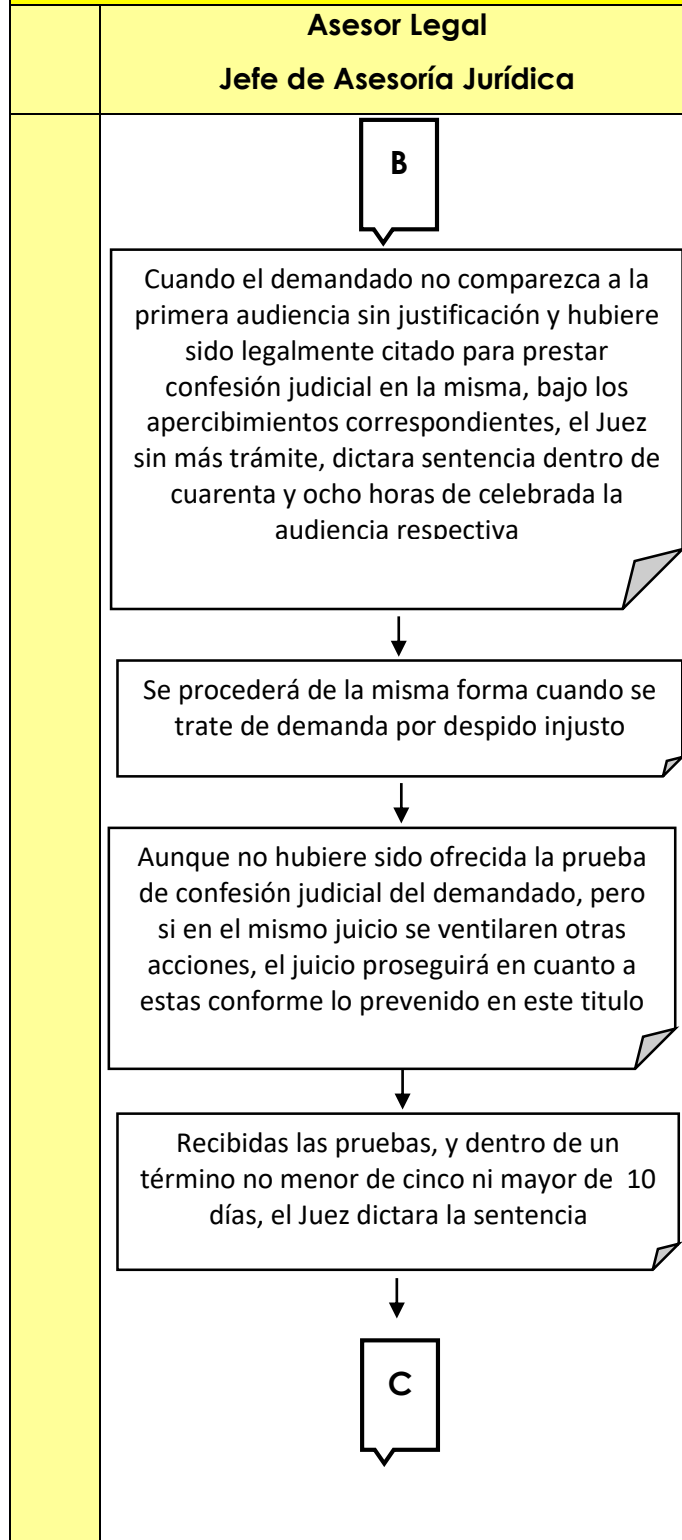 Asesor Legal
Jefe de Asesoría Jurídica
B
Cuando el demandado no comparezca a la
primera audiencia sin justificación y hubiere
sido legalmente citado para prestar
confesión judicial en la misma, bajo los
apercibimientos correspondientes, el Juez
sin más trámite, dictara sentencia dentro de
cuarenta y ocho horas de celebrada la
audiencia respectiva
Se procederá de la misma forma cuando se
trate de demanda por despido injusto
Aunque no hubiere sido ofrecida la prueba
de confesión judicial del demandado, pero
si en el mismo juicio se ventilaren otras
acciones, el juicio proseguirá en cuanto a
estas conforme lo prevenido en este titulo
Recibidas las pruebas, y dentro de un
término no menor de cinco ni mayor de  10
días, el Juez dictara la sentencia
C